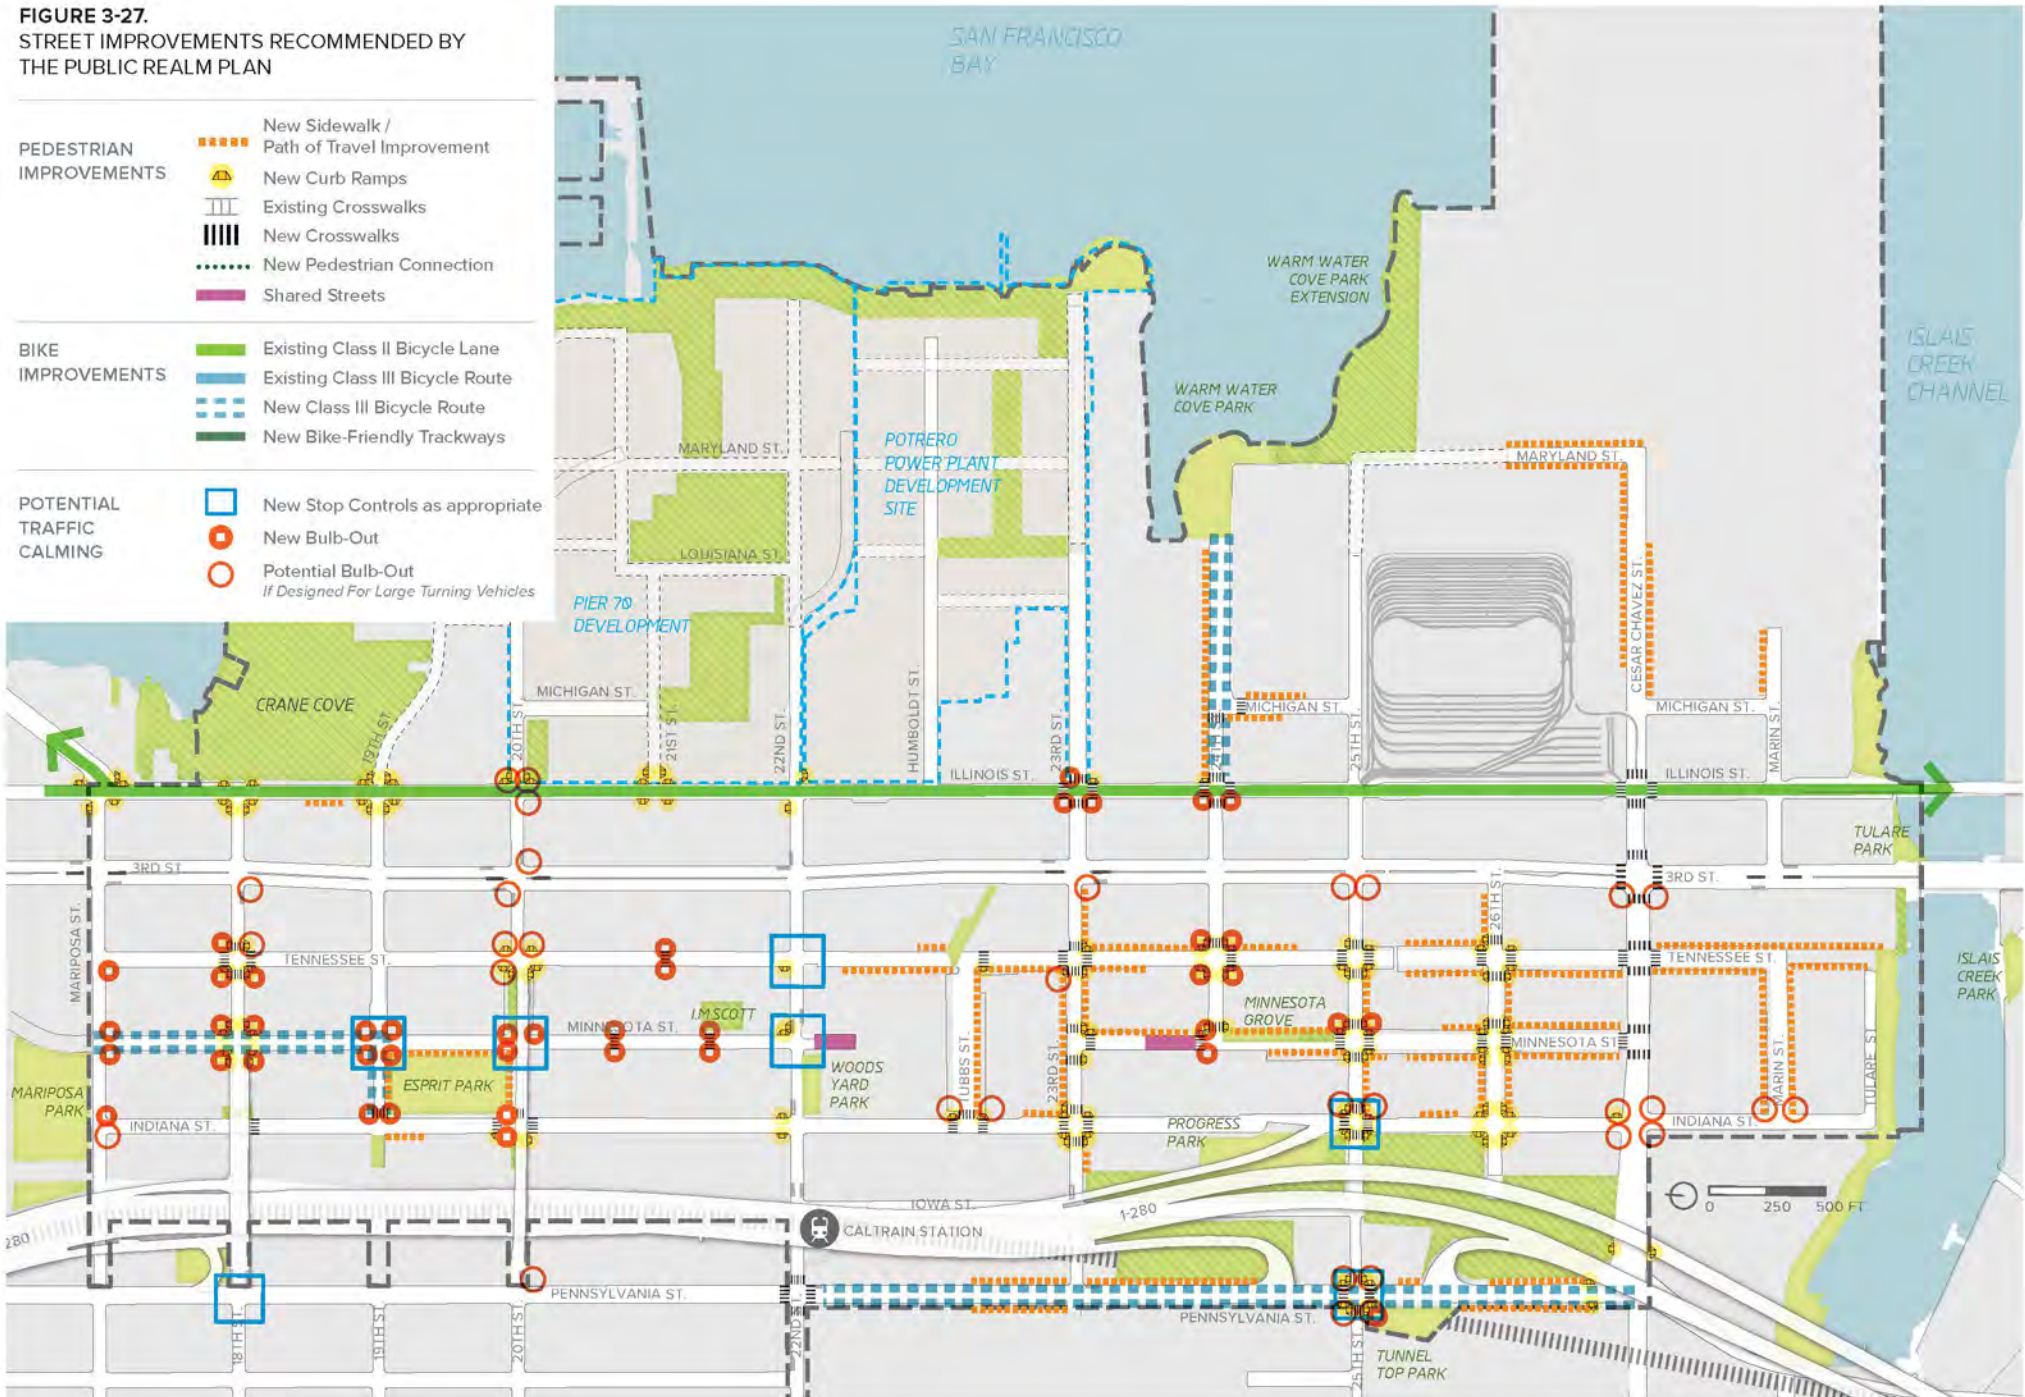 FIGURE 3-27.
STREET IMPROVEMENTS RECOMMENDED BY
THE PUBLIC REALM PLAN
PEDESTRIAN
IMPROVEMENTS
New Sidewalk /
Path of Travel Improvement
New Curb Ramps
Existing Crosswalks
New Crosswalks
New Pedestrian Connection
Shared Streets
BIKE
IMPROVEMENTS
Existing Class II Bicycle Lane
Existing Class III Bicycle Route
New Class III Bicycle Route
New Bike-Friendly Trackways
POTENTIAL
TRAFFIC
CALMING
New Stop Controls as appropriate
New Bulb-Out
Potential Bulb-Out
If Designed For Large Turning Vehicles
SAN FRANCISCO
BAY
WARM WATER
COVE PARK
EXTENSION
WARM WATER
COVE PARK
ISLAIS
CREEK
CHANNEL
POTRERO
POWER PLANT
DEVELOPMENT
SITE
MARYLAND ST.
MARYLAND ST.
LOUISIANA ST.
PIER 70
DEVELOPMENT
CRANE COVE
MICHIGAN ST.
MICHIGAN ST.
MICHIGAN ST.
19TH ST.
20TH ST.
21ST ST.
22ND ST.
HUMBOLDT ST.
23RD ST.
25TH ST.
CESAR CHAVEZ ST.
MARIN ST.
ILLINOIS ST.
ILLINOIS ST.
TULARE
PARK
3RD ST.
3RD ST.
MARIPOSA ST.
26TH ST.
TENNESSEE ST.
TENNESSEE ST.
ISLAIS
CREEK
PARK
I.M.SCOTT
MINNESOTA
GROVE
MINNESOTA ST.
MINNESOTA ST
MARIPOSA
PARK
ESPRIT PARK
WOODS
YARD
PARK
TUBBS ST.
23RD ST.
MARIN ST.
TULARE ST.
INDIANA ST.
PROGRESS
PARK
INDIANA ST.
IOWA ST.
I-280
280
CALTRAIN STATION
0 250 500 FT
PENNSYLVANIA ST.
PENNSYLVANIA ST.
18TH ST.
19TH ST.
20TH ST.
22ND ST.
25TH ST.
TUNNEL
TOP PARK